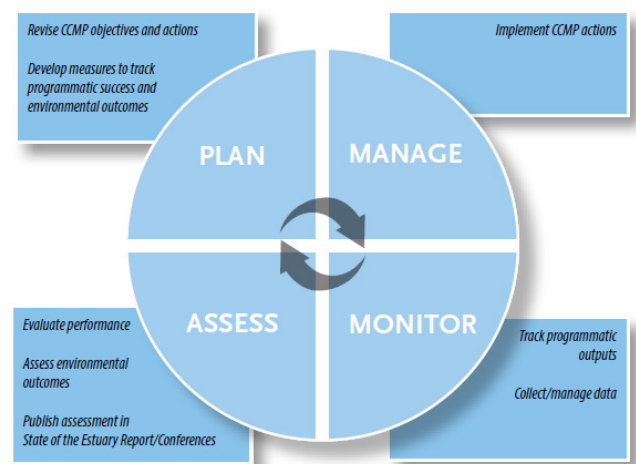 Revise CCMP objectives and actions
Develop measures to track
programmatic success and
environmental outcomes
Implement CCMP actions
PLAN
MANAGE
ASSESS
MONITOR
Evaluate performance
Assess environmental
outcomes
Publish assessment in
State of the Estuary Report/Conferences
Track programmatic
outputs
Collect/manage data